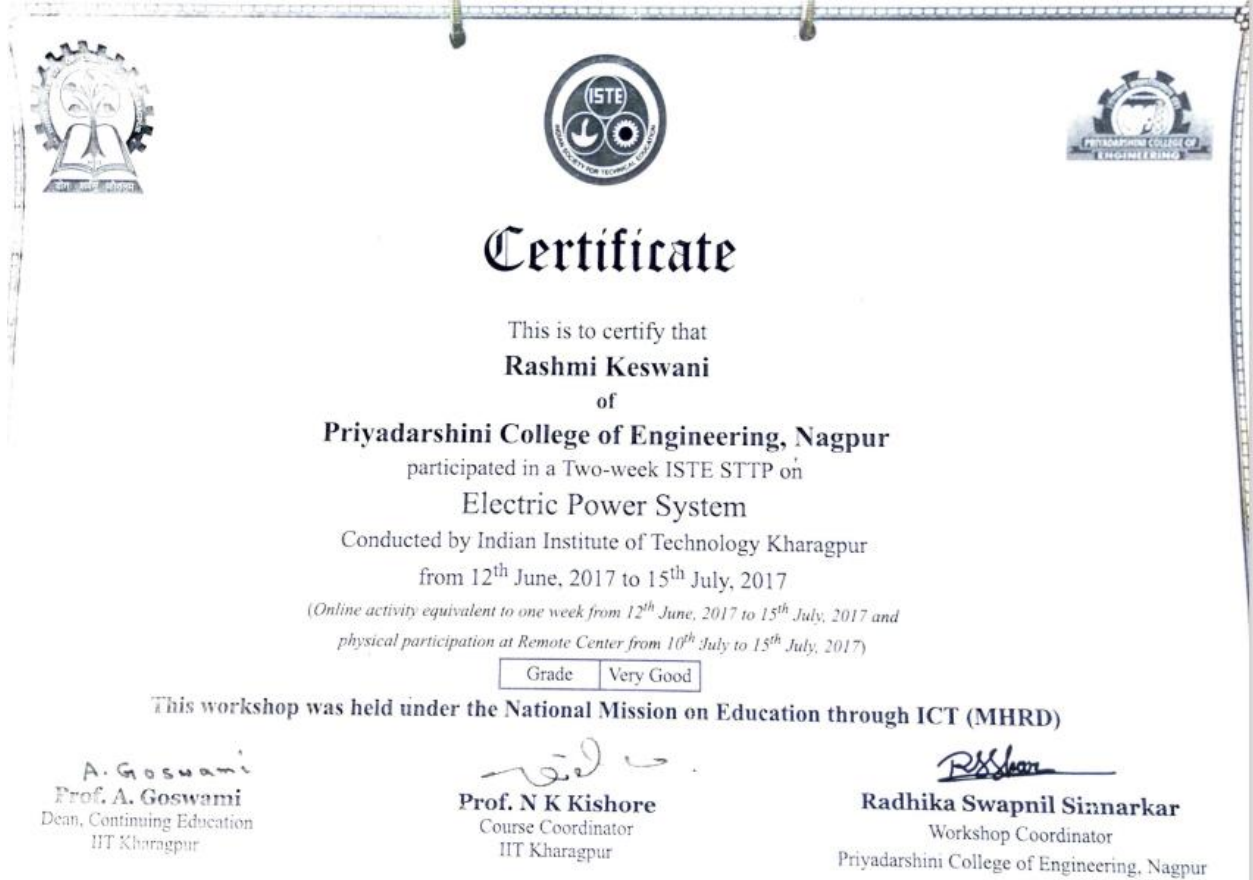 ISTE
INDIAN SOCIETY FOR TECHNICAL EDUCATION
PRIYADARSHINI COLLEGE OF
ENGINEERING
Certificate
This is to certify that
Rashmi Keswani
of
Priyadarshini College of Engineering, Nagpur
participated in a Two-week ISTE STTP on
Electric Power System
Conducted by Indian Institute of Technology Kharagpur
from 12th June, 2017 to 15th July, 2017
(Online activity equivalent to one week from 12th June, 2017 to 15th July, 2017 and
physical participation at Remote Center from 10th July to 15th July, 2017)
Grade Very Good
This workshop was held under the National Mission on Education through ICT (MHRD)
A. Goswami
Prof. A. Goswami
Dean, Continuing Education
IIT Kharagpur
Prof. N K Kishore
Course Coordinator
IIT Kharagpur
Radhika Swapnil Sinnarkar
Workshop Coordinator
Priyadarshini College of Engineering, Nagpur